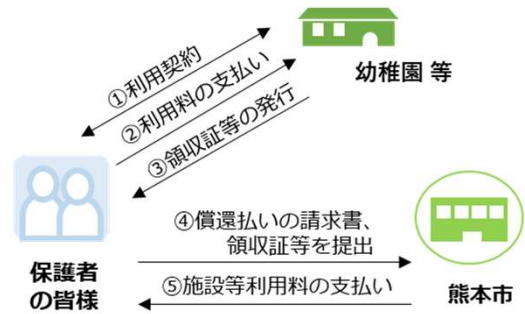 ①利用契約
②利用料の支払い
③領収証等の発行
幼稚園 等
④償還払いの請求書、
領収証等を提出
⑤施設等利用料の支払い
保護者
の皆様
熊本市